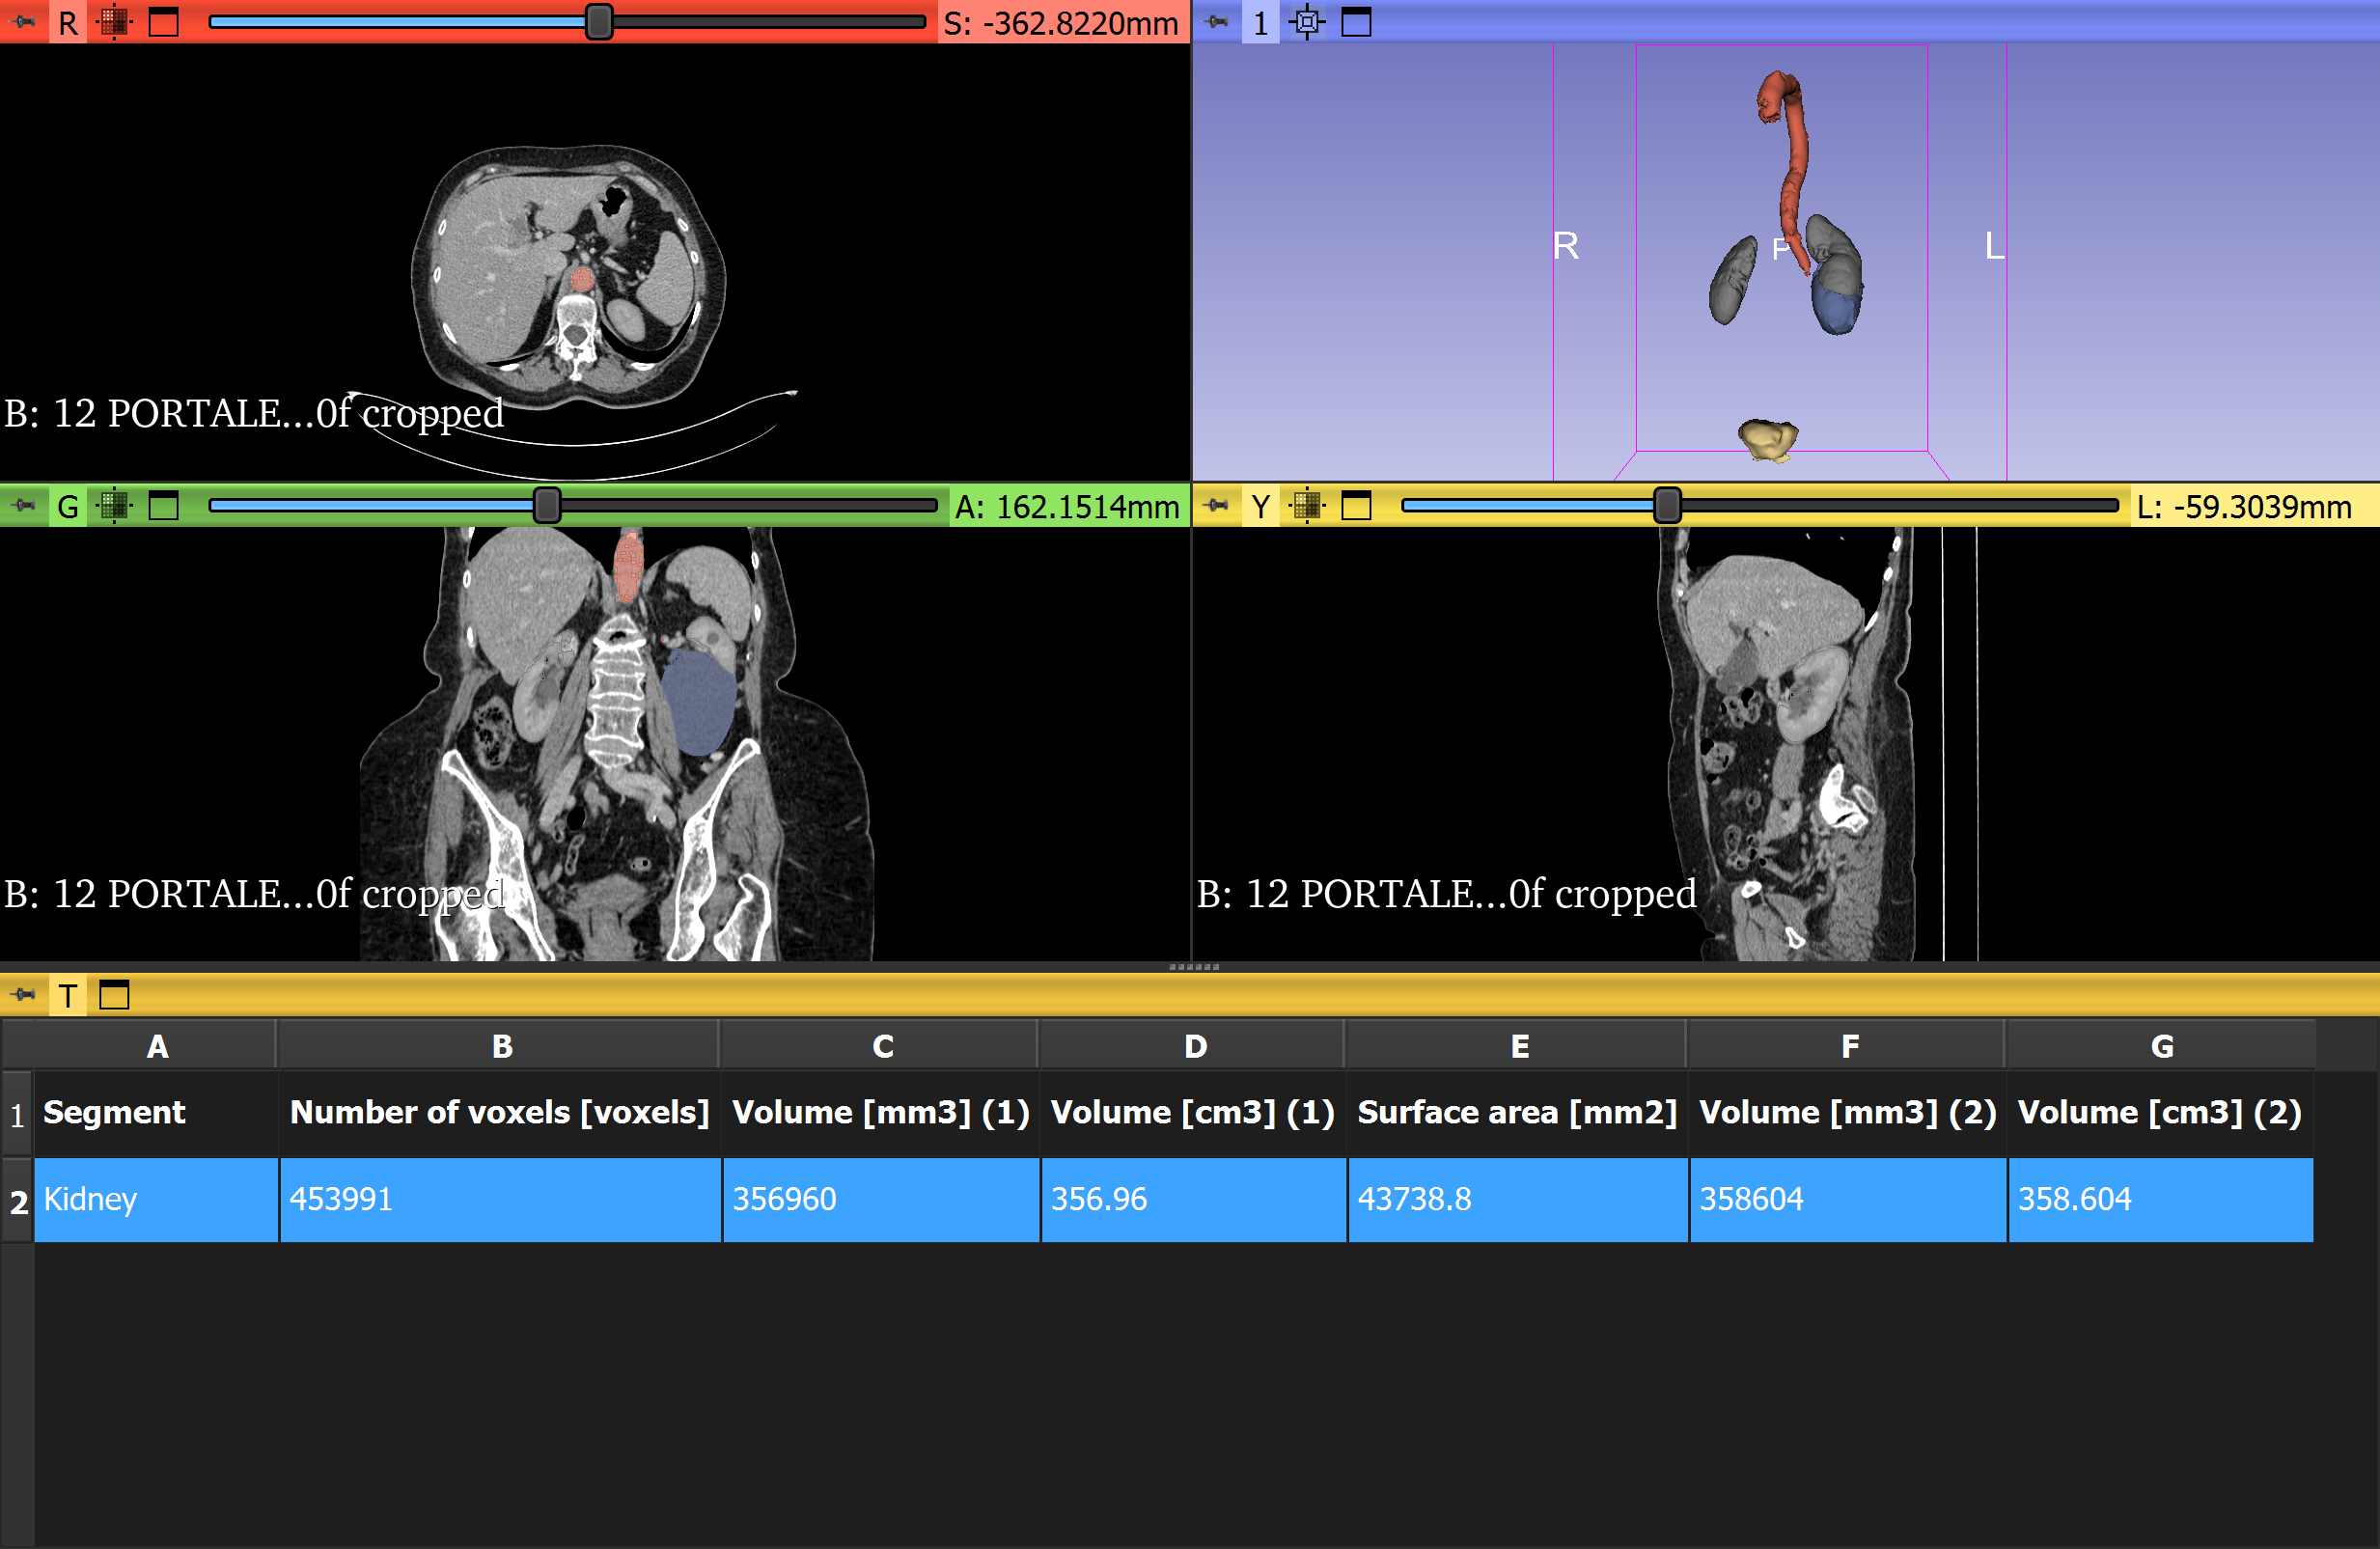 R S: -362.8220mm
B: 12 PORTALE...0f cropped
1
R P L
G A: 162.1514mm
B: 12 PORTALE...0f cropped
Y L: -59.3039mm
B: 12 PORTALE...0f cropped
T
A B C D E F G
1 Segment Number of voxels [voxels] Volume [mm3] (1) Volume [cm3] (1) Surface area [mm2] Volume [mm3] (2) Volume [cm3] (2)
2 Kidney 453991 356960 356.96 43738.8 358604 358.604